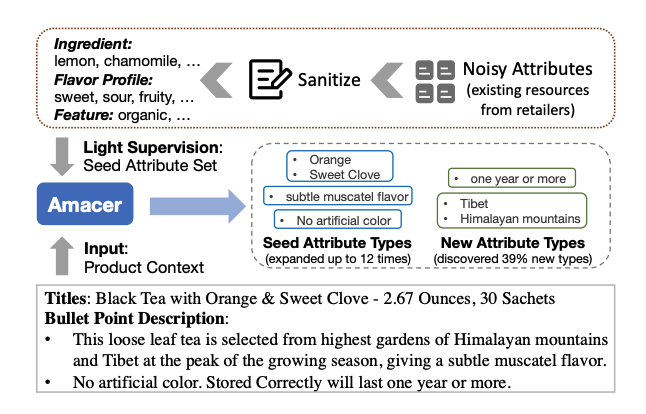 Ingredient:
lemon, chamomile, …
Flavor Profile:
sweet, sour, fruity, …
Feature: organic, …
Sanitize
Noisy Attributes
(existing resources
from retailers)
Light Supervision:
Seed Attribute Set
Amacer
Input:
Product Context
• Orange
• Sweet Clove
• subtle muscatel flavor
• No artificial color
Seed Attribute Types
(expanded up to 12 times)
• one year or more
• Tibet
• Himalayan mountains
New Attribute Types
(discovered 39% new types)
Titles: Black Tea with Orange & Sweet Clove - 2.67 Ounces, 30 Sachets
Bullet Point Description:
• This loose leaf tea is selected from highest gardens of Himalayan mountains
and Tibet at the peak of the growing season, giving a subtle muscatel flavor.
• No artificial color. Stored Correctly will last one year or more.